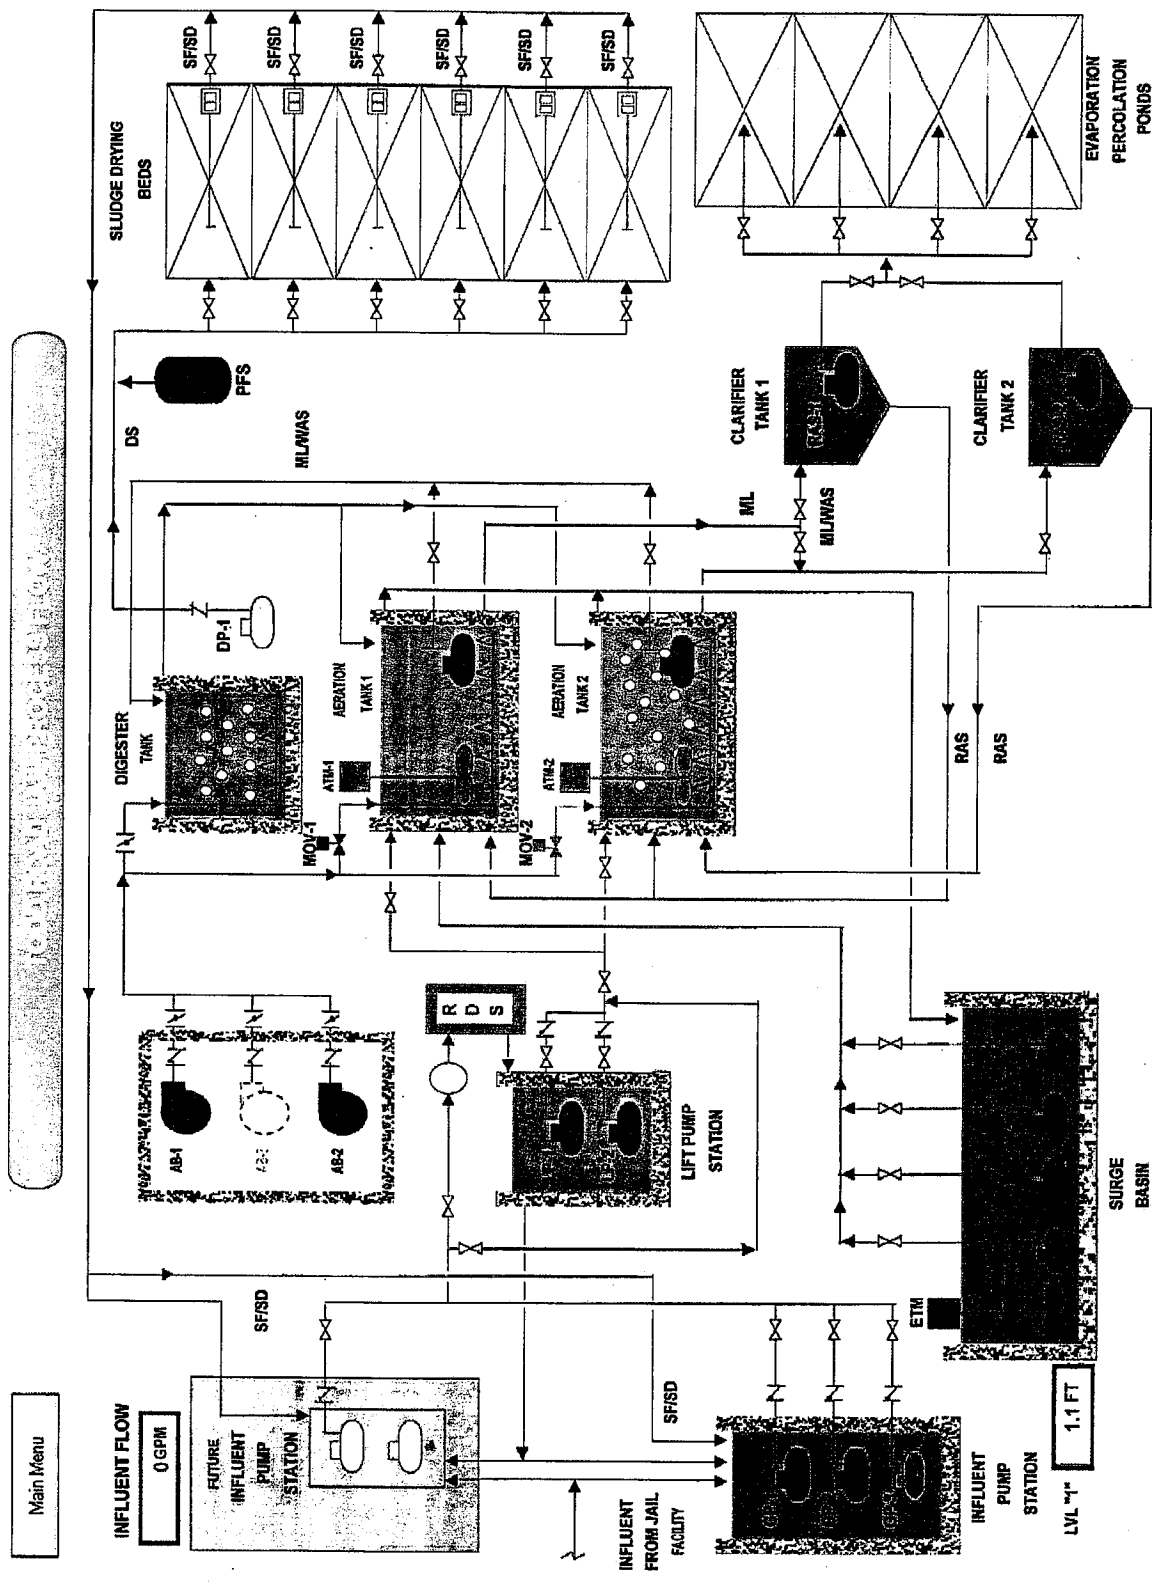 Main Menu
INFLUENT FLOW
0 GPM
FUTURE
INFLUENT
PUMP
STATION
INFLUENT
FROM JAIL
FACILITY
INFLUENT
PUMP
STATION
LVL "1"
1.1 FT
SF/SD
SF/SD
ETM
SURGE
BASIN
AB-1
AB-2
R
D
S
LIFT PUMP
STATION
MOV-1
MOV-2
DIGESTER
TANK
ATM-1
AERATION
TANK 1
ATM-2
AERATION
TANK 2
DP-1
RAS
RAS
DS
PFS
ML/WAS
ML
ML/WAS
CLARIFIER
TANK 1
CLARIFIER
TANK 2
SLUDGE DRYING
BEDS
SF/SD
SF/SD
SF/SD
SF/SD
SF/SD
SF/SD
EVAPORATION
PERCOLATION
PONDS